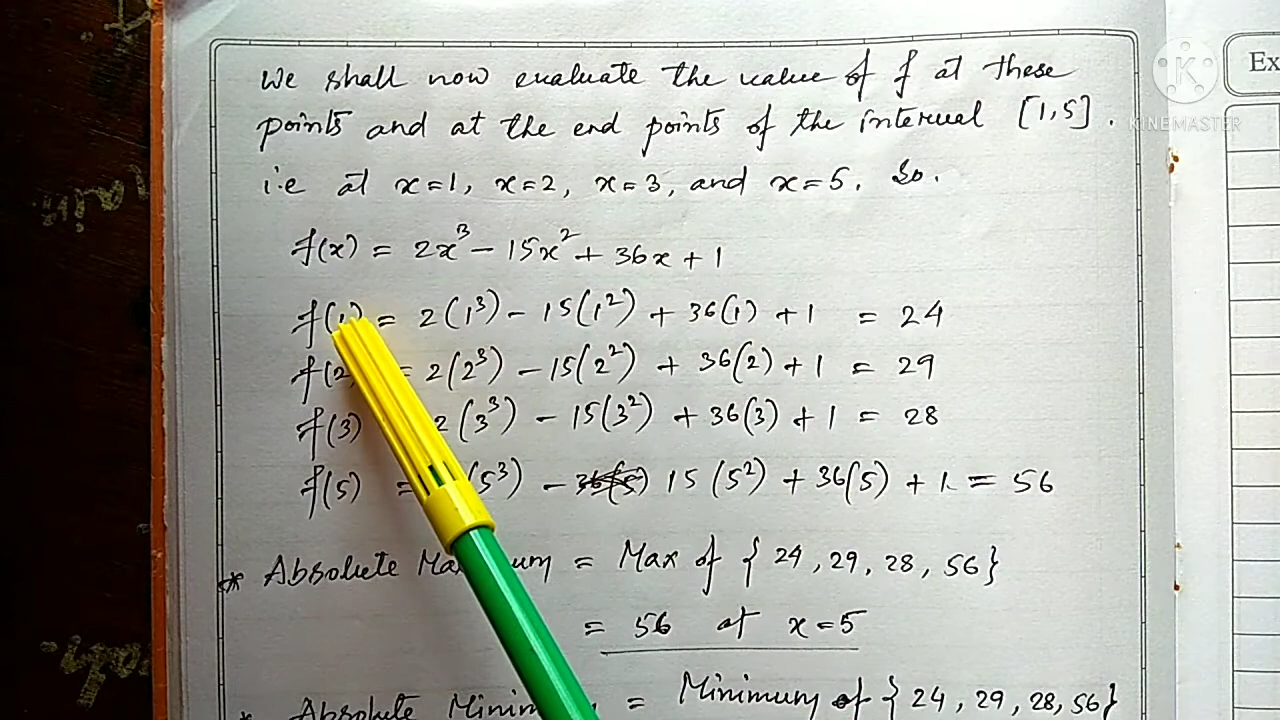 We shall now evaluate the value of f at these
points and at the end points of the interval [1,5].
i.e at x=1, x=2, x=3, and x=5. So.
f(x) = 2x³ - 15x² + 36x + 1
f(1) = 2(1³) - 15(1²) + 36(1) + 1 = 24
f(2 = 2(2³) - 15(2²) + 36(2) + 1 = 29
f(3) 2(3³) - 15(3²) + 36(3) + 1 = 28
f(5) = (5³) - 15(5²) + 36(5) + 1 = 56
* Absolute Max um = Max of {24, 29, 28, 56}
= 56 at x=5
* Absolute Minim = Minimum of {24, 29, 28, 56}
K
KINEMASTER
Ex